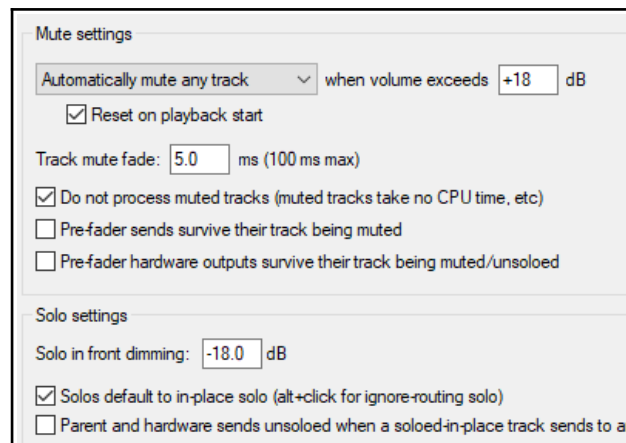 Mute settings
Automatically mute any track when volume exceeds +18 dB
Reset on playback start
Track mute fade: 5.0 ms (100 ms max)
Do not process muted tracks (muted tracks take no CPU time, etc)
Pre-fader sends survive their track being muted
Pre-fader hardware outputs survive their track being muted/unsoloed
Solo settings
Solo in front dimming: -18.0 dB
Solos default to in-place solo (alt+click for ignore-routing solo)
Parent and hardware sends unsoloed when a soloed-in-place track sends to a